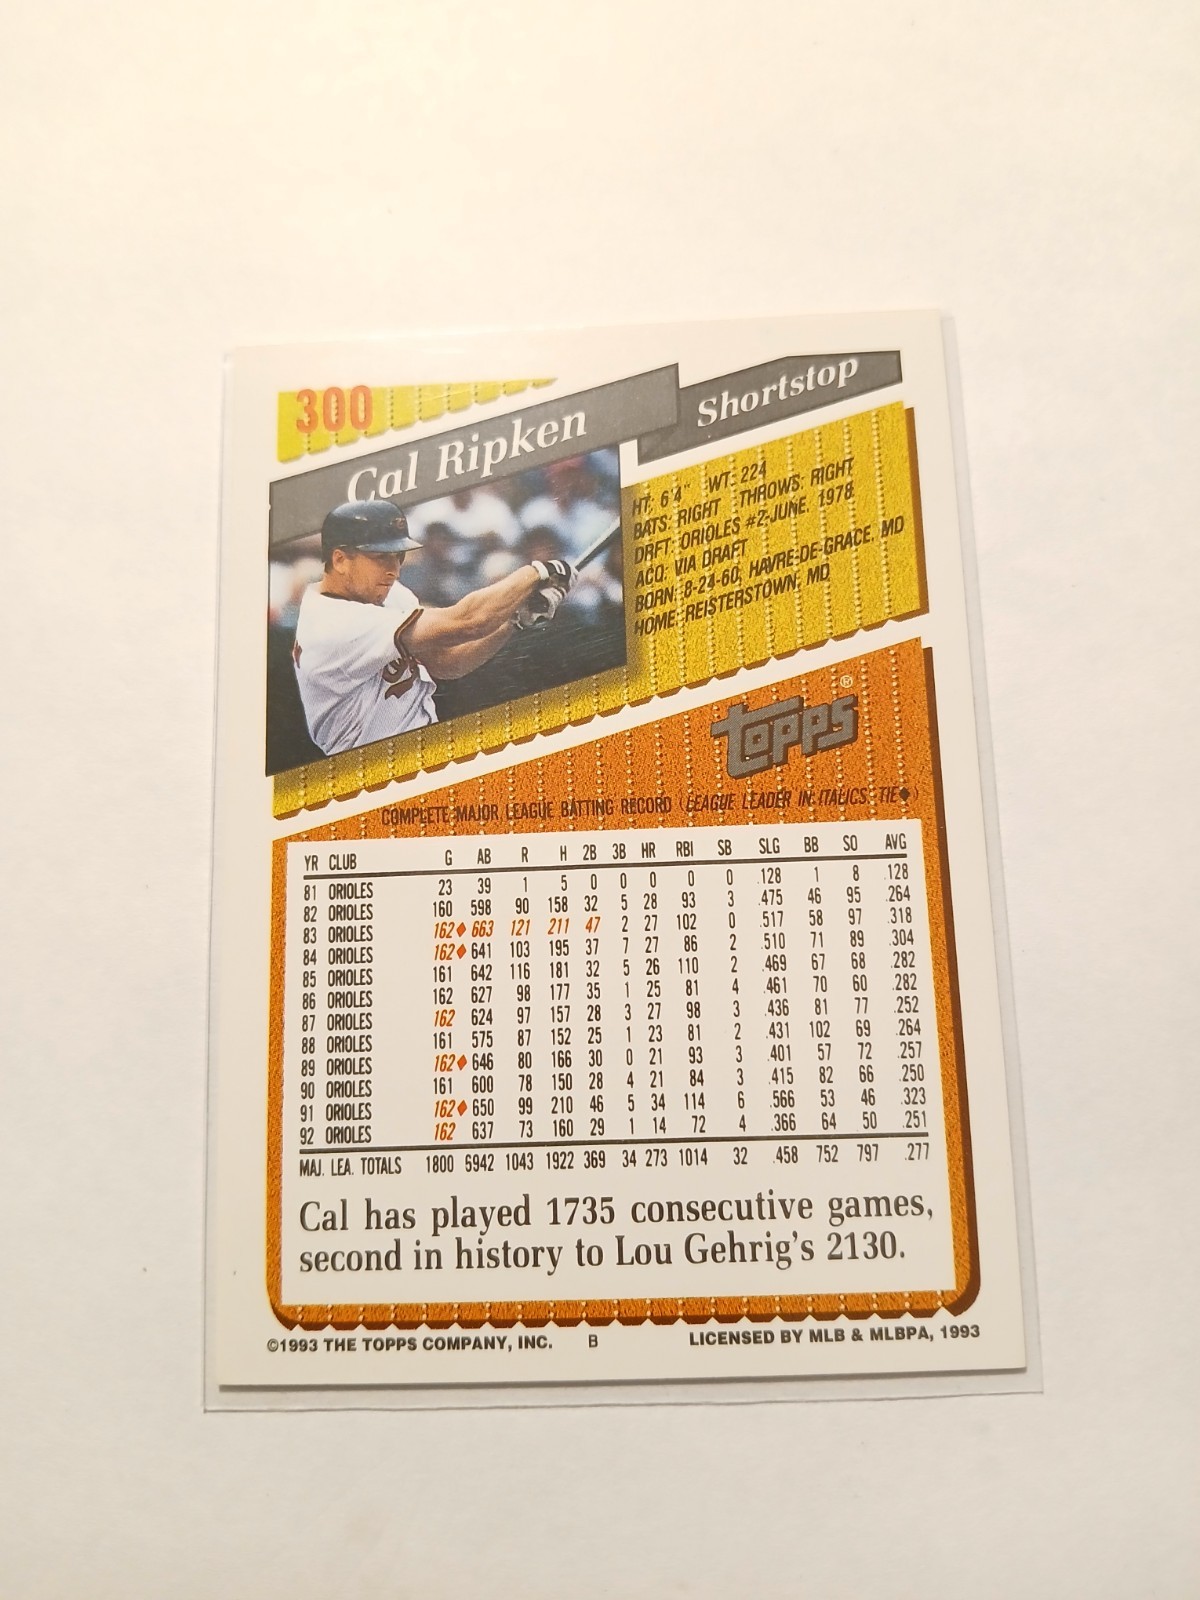 300
Cal Ripken
Shortstop
HT: 6'4" WT: 224
BATS: RIGHT THROWS: RIGHT
DRFT: ORIOLES #2-JUNE, 1978
ACQ: VIA DRAFT
BORN: 8-24-60, HAVRE-DE-GRACE, MD
HOME: REISTERSTOWN, MD
Topps®
COMPLETE MAJOR LEAGUE BATTING RECORD (LEAGUE LEADER IN ITALICS, TIE♦)
YR CLUB G AB R H 2B 3B HR RBI SB SLG BB SO AVG
81 ORIOLES 23 39 1 5 0 0 0 0 0 .128 1 8 .128
82 ORIOLES 160 598 90 158 32 5 28 93 3 .475 46 95 .264
83 ORIOLES 162♦ 663 121 211 47 2 27 102 0 .517 58 97 .318
84 ORIOLES 162♦ 641 103 195 37 7 27 86 2 .510 71 89 .304
85 ORIOLES 161 642 116 181 32 5 26 110 2 .469 67 68 .282
86 ORIOLES 162 627 98 177 35 1 25 81 4 .461 70 60 .282
87 ORIOLES 162 624 97 157 28 3 27 98 3 .436 81 77 .252
88 ORIOLES 161 575 87 152 25 1 23 81 2 .431 102 69 .264
89 ORIOLES 162♦ 646 80 166 30 0 21 93 3 .401 57 72 .257
90 ORIOLES 161 600 78 150 28 4 21 84 3 .415 82 66 .250
91 ORIOLES 162♦ 650 99 210 46 5 34 114 6 .566 53 46 .323
92 ORIOLES 162 637 73 160 29 1 14 72 4 .366 64 50 .251
MAJ. LEA. TOTALS 1800 6942 1043 1922 369 34 273 1014 32 .458 752 797 .277
Cal has played 1735 consecutive games,
second in history to Lou Gehrig's 2130.
©1993 THE TOPPS COMPANY, INC. B LICENSED BY MLB & MLBPA, 1993